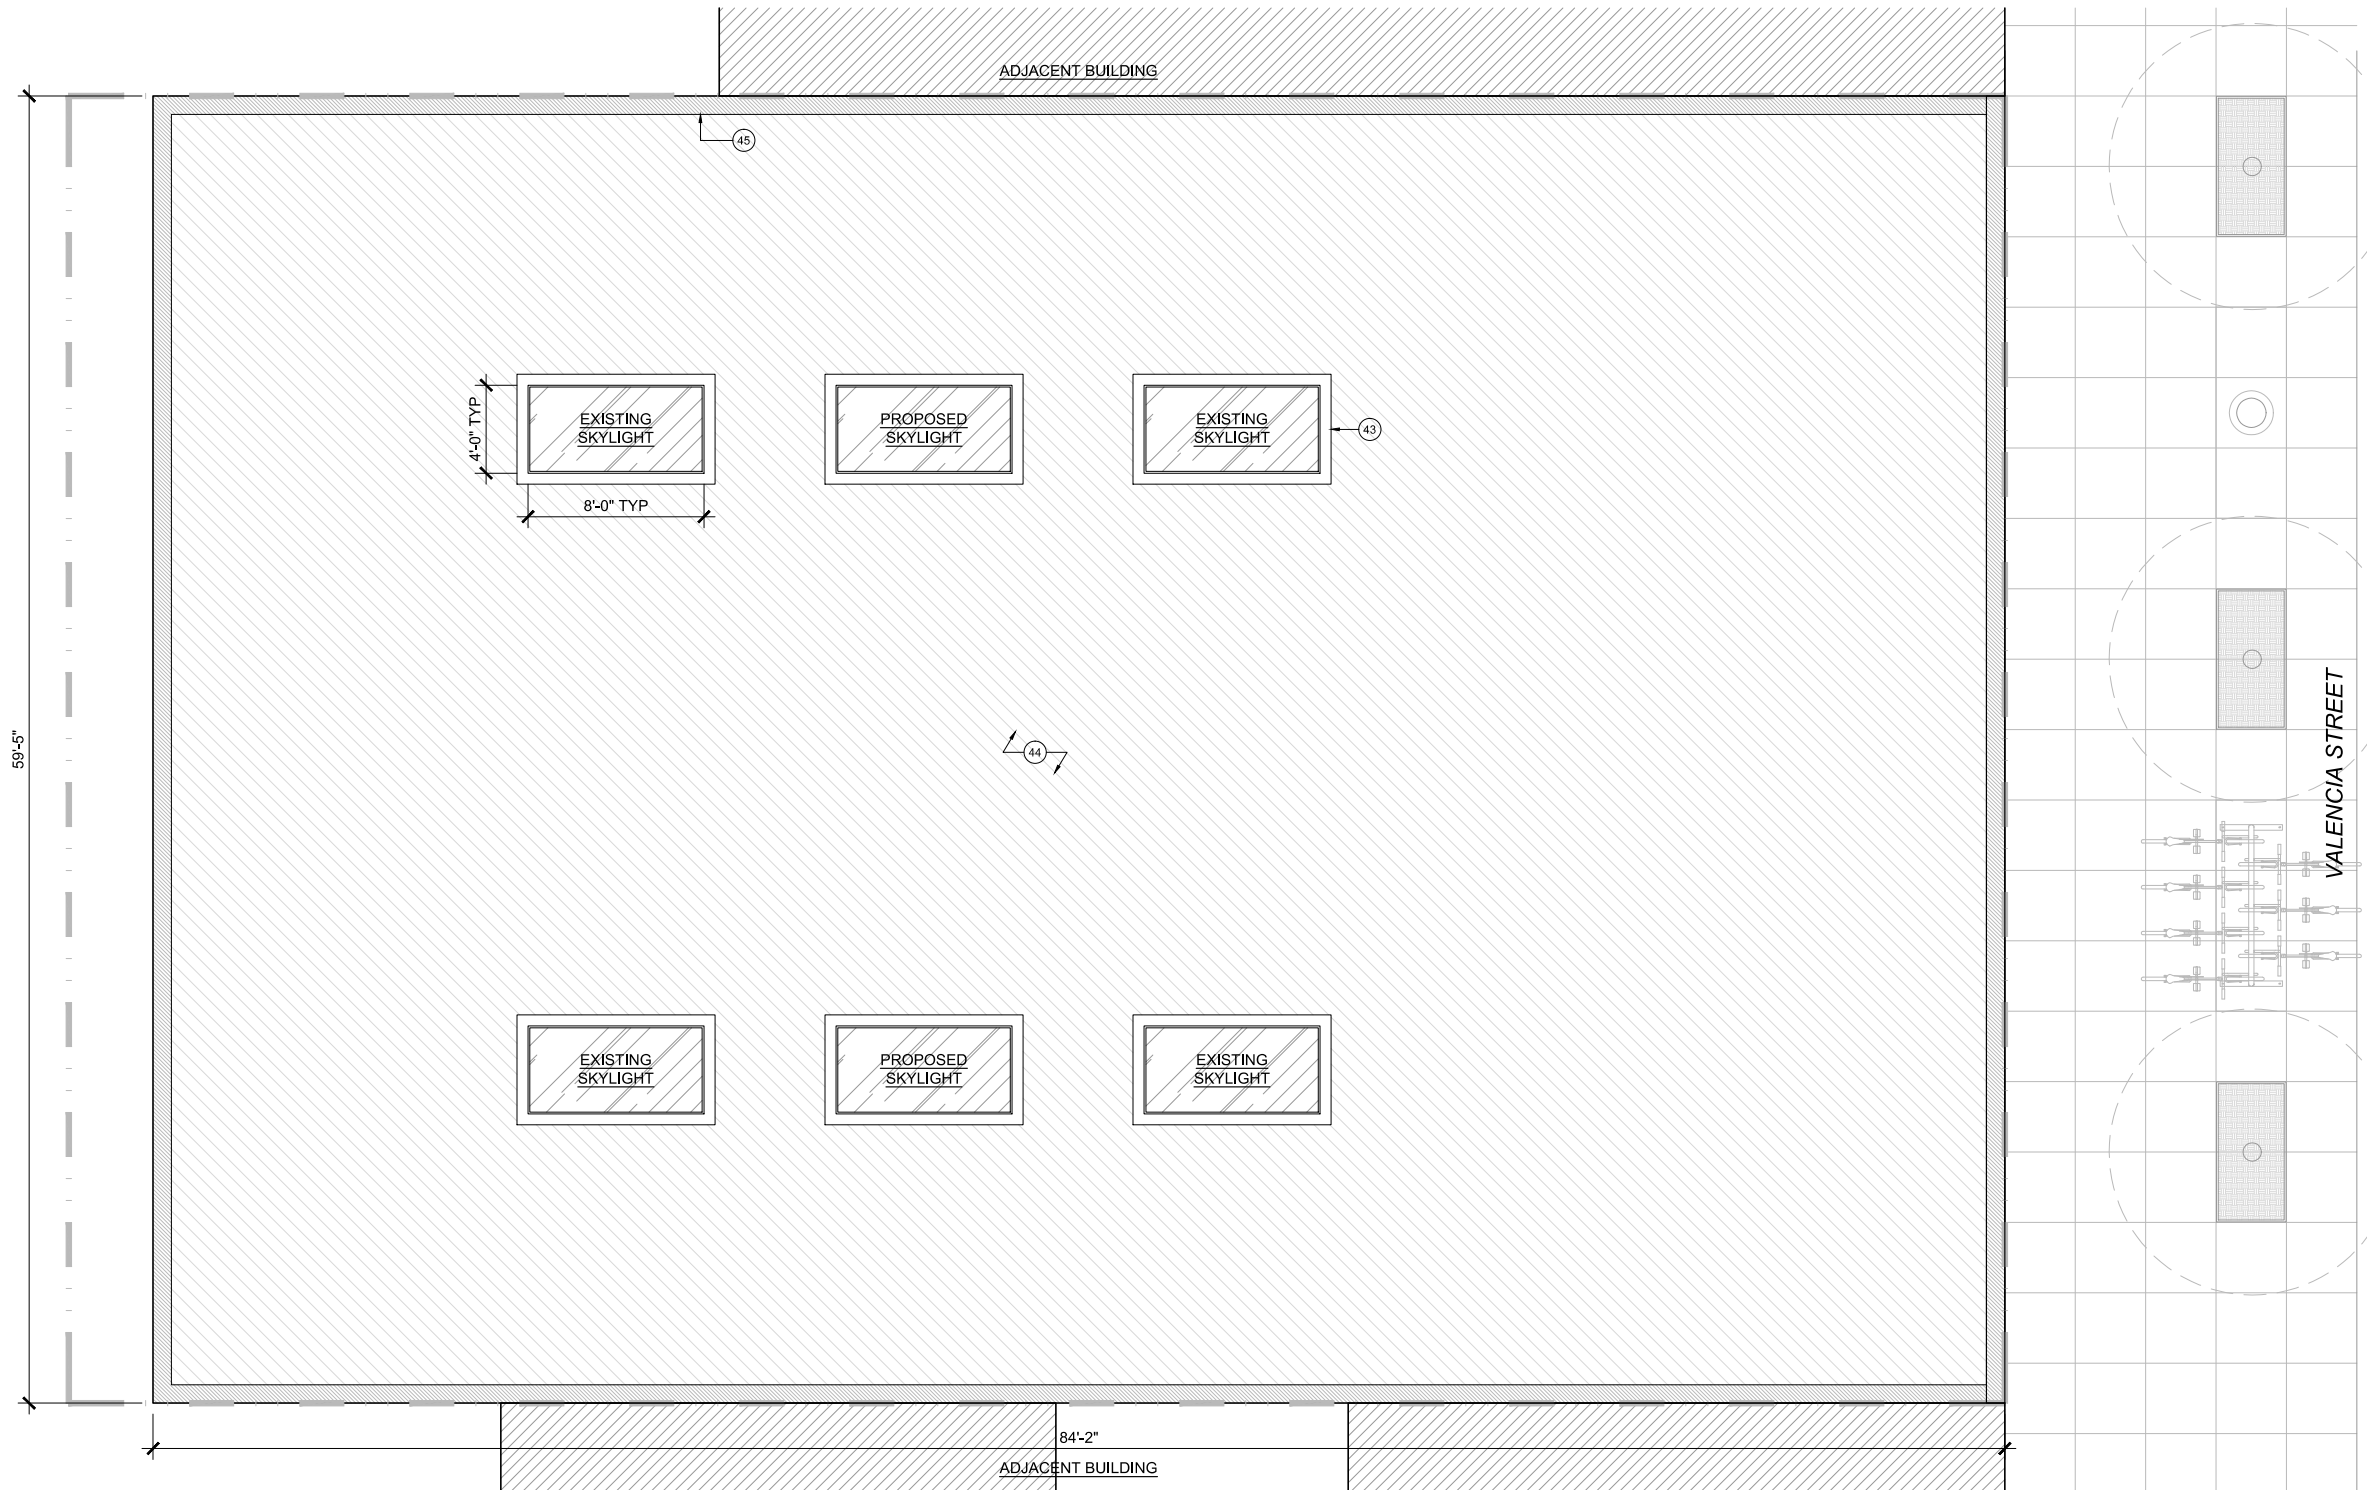 ADJACENT BUILDING
45
EXISTING
SKYLIGHT
PROPOSED
SKYLIGHT
EXISTING
SKYLIGHT
43
4'-0" TYP
8'-0" TYP
59'-5"
44
VALENCIA STREET
EXISTING
SKYLIGHT
PROPOSED
SKYLIGHT
EXISTING
SKYLIGHT
84'-2"
ADJACENT BUILDING